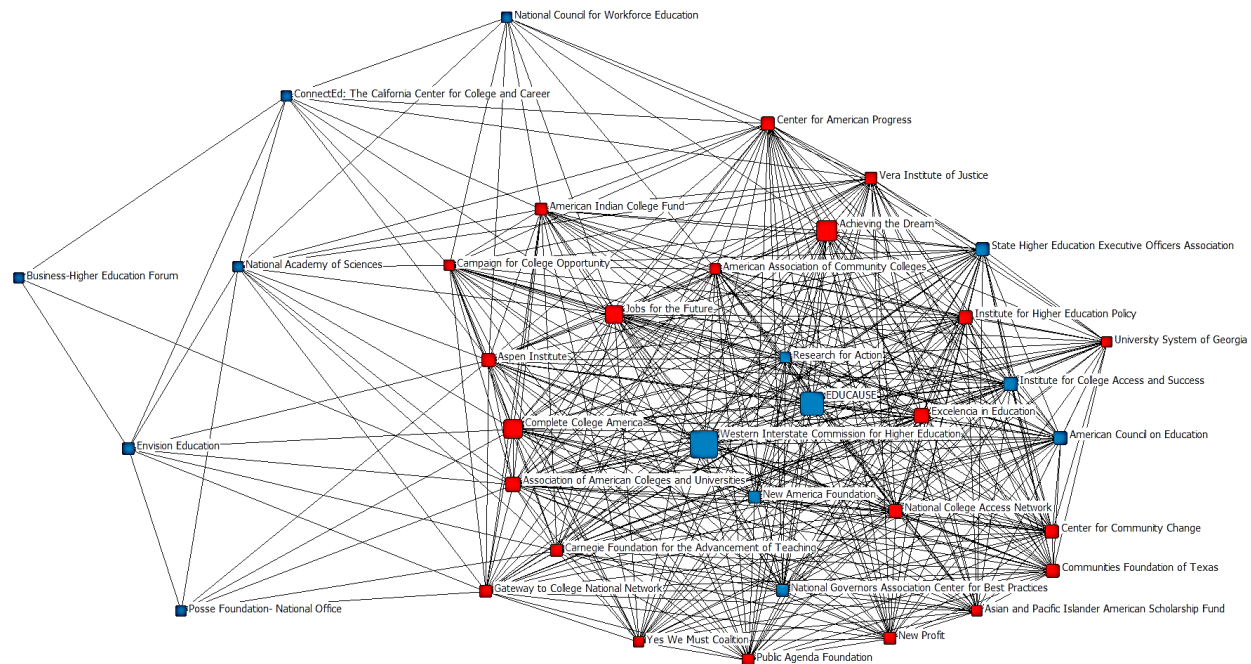 National Council for Workforce Education
ConnectEd: The California Center for College and Career
Center for American Progress
Vera Institute of Justice
American Indian College Fund
Achieving the Dream
State Higher Education Executive Officers Association
National Academy of Sciences
Campaign for College Opportunity
American Association of Community Colleges
Business-Higher Education Forum
Jobs for the Future
Institute for Higher Education Policy
University System of Georgia
Aspen Institute
Research for Action
Institute for College Access and Success
EDUCAUSE
Excelencia in Education
Complete College America
Western Interstate Commission for Higher Education
American Council on Education
Envision Education
Association of American Colleges and Universities
New America Foundation
National College Access Network
Center for Community Change
Carnegie Foundation for the Advancement of Teaching
Communities Foundation of Texas
Gateway to College National Network
National Governors Association Center for Best Practices
Posse Foundation- National Office
Asian and Pacific Islander American Scholarship Fund
Yes We Must Coalition
New Profit
Public Agenda Foundation